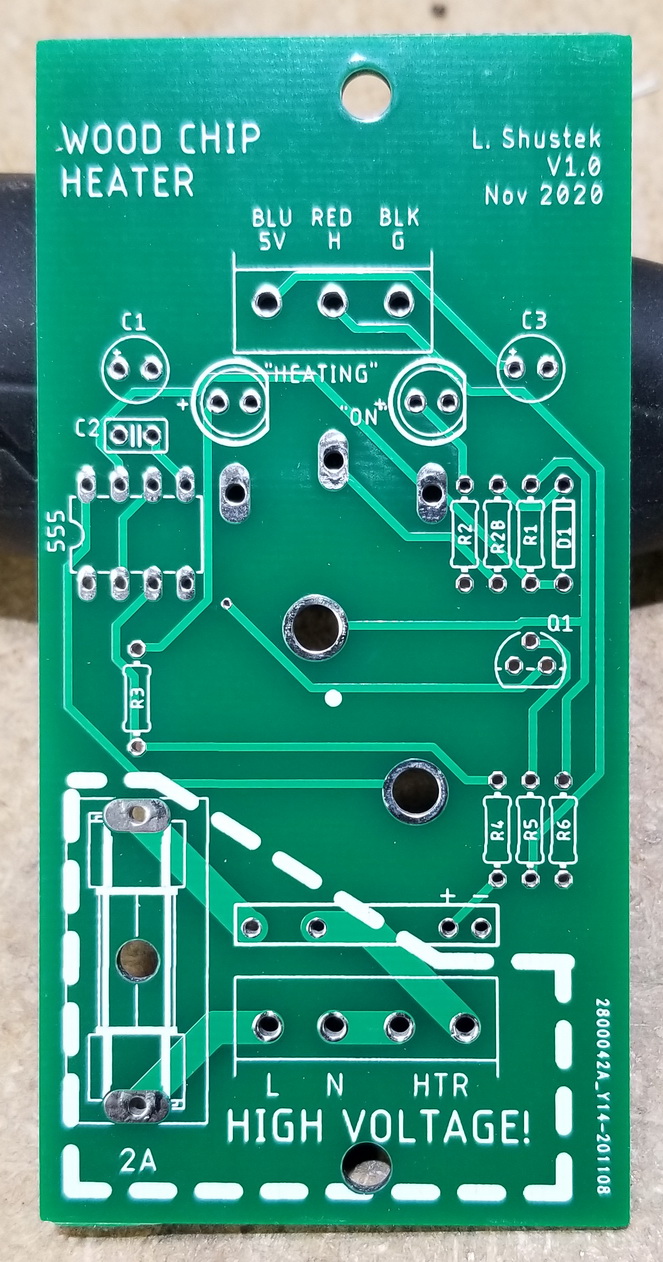 WOOD CHIP
HEATER
L. Shustek
V1.0
Nov 2020
BLU RED BLK
5V H G
C1
C3
"HEATING"
+
"ON"
+
C2
555
R2
R2B
R1
D1
Q1
R3
R4
R5
R6
+ −
L N HTR
HIGH VOLTAGE!
2A
2800042A_Y14-201108